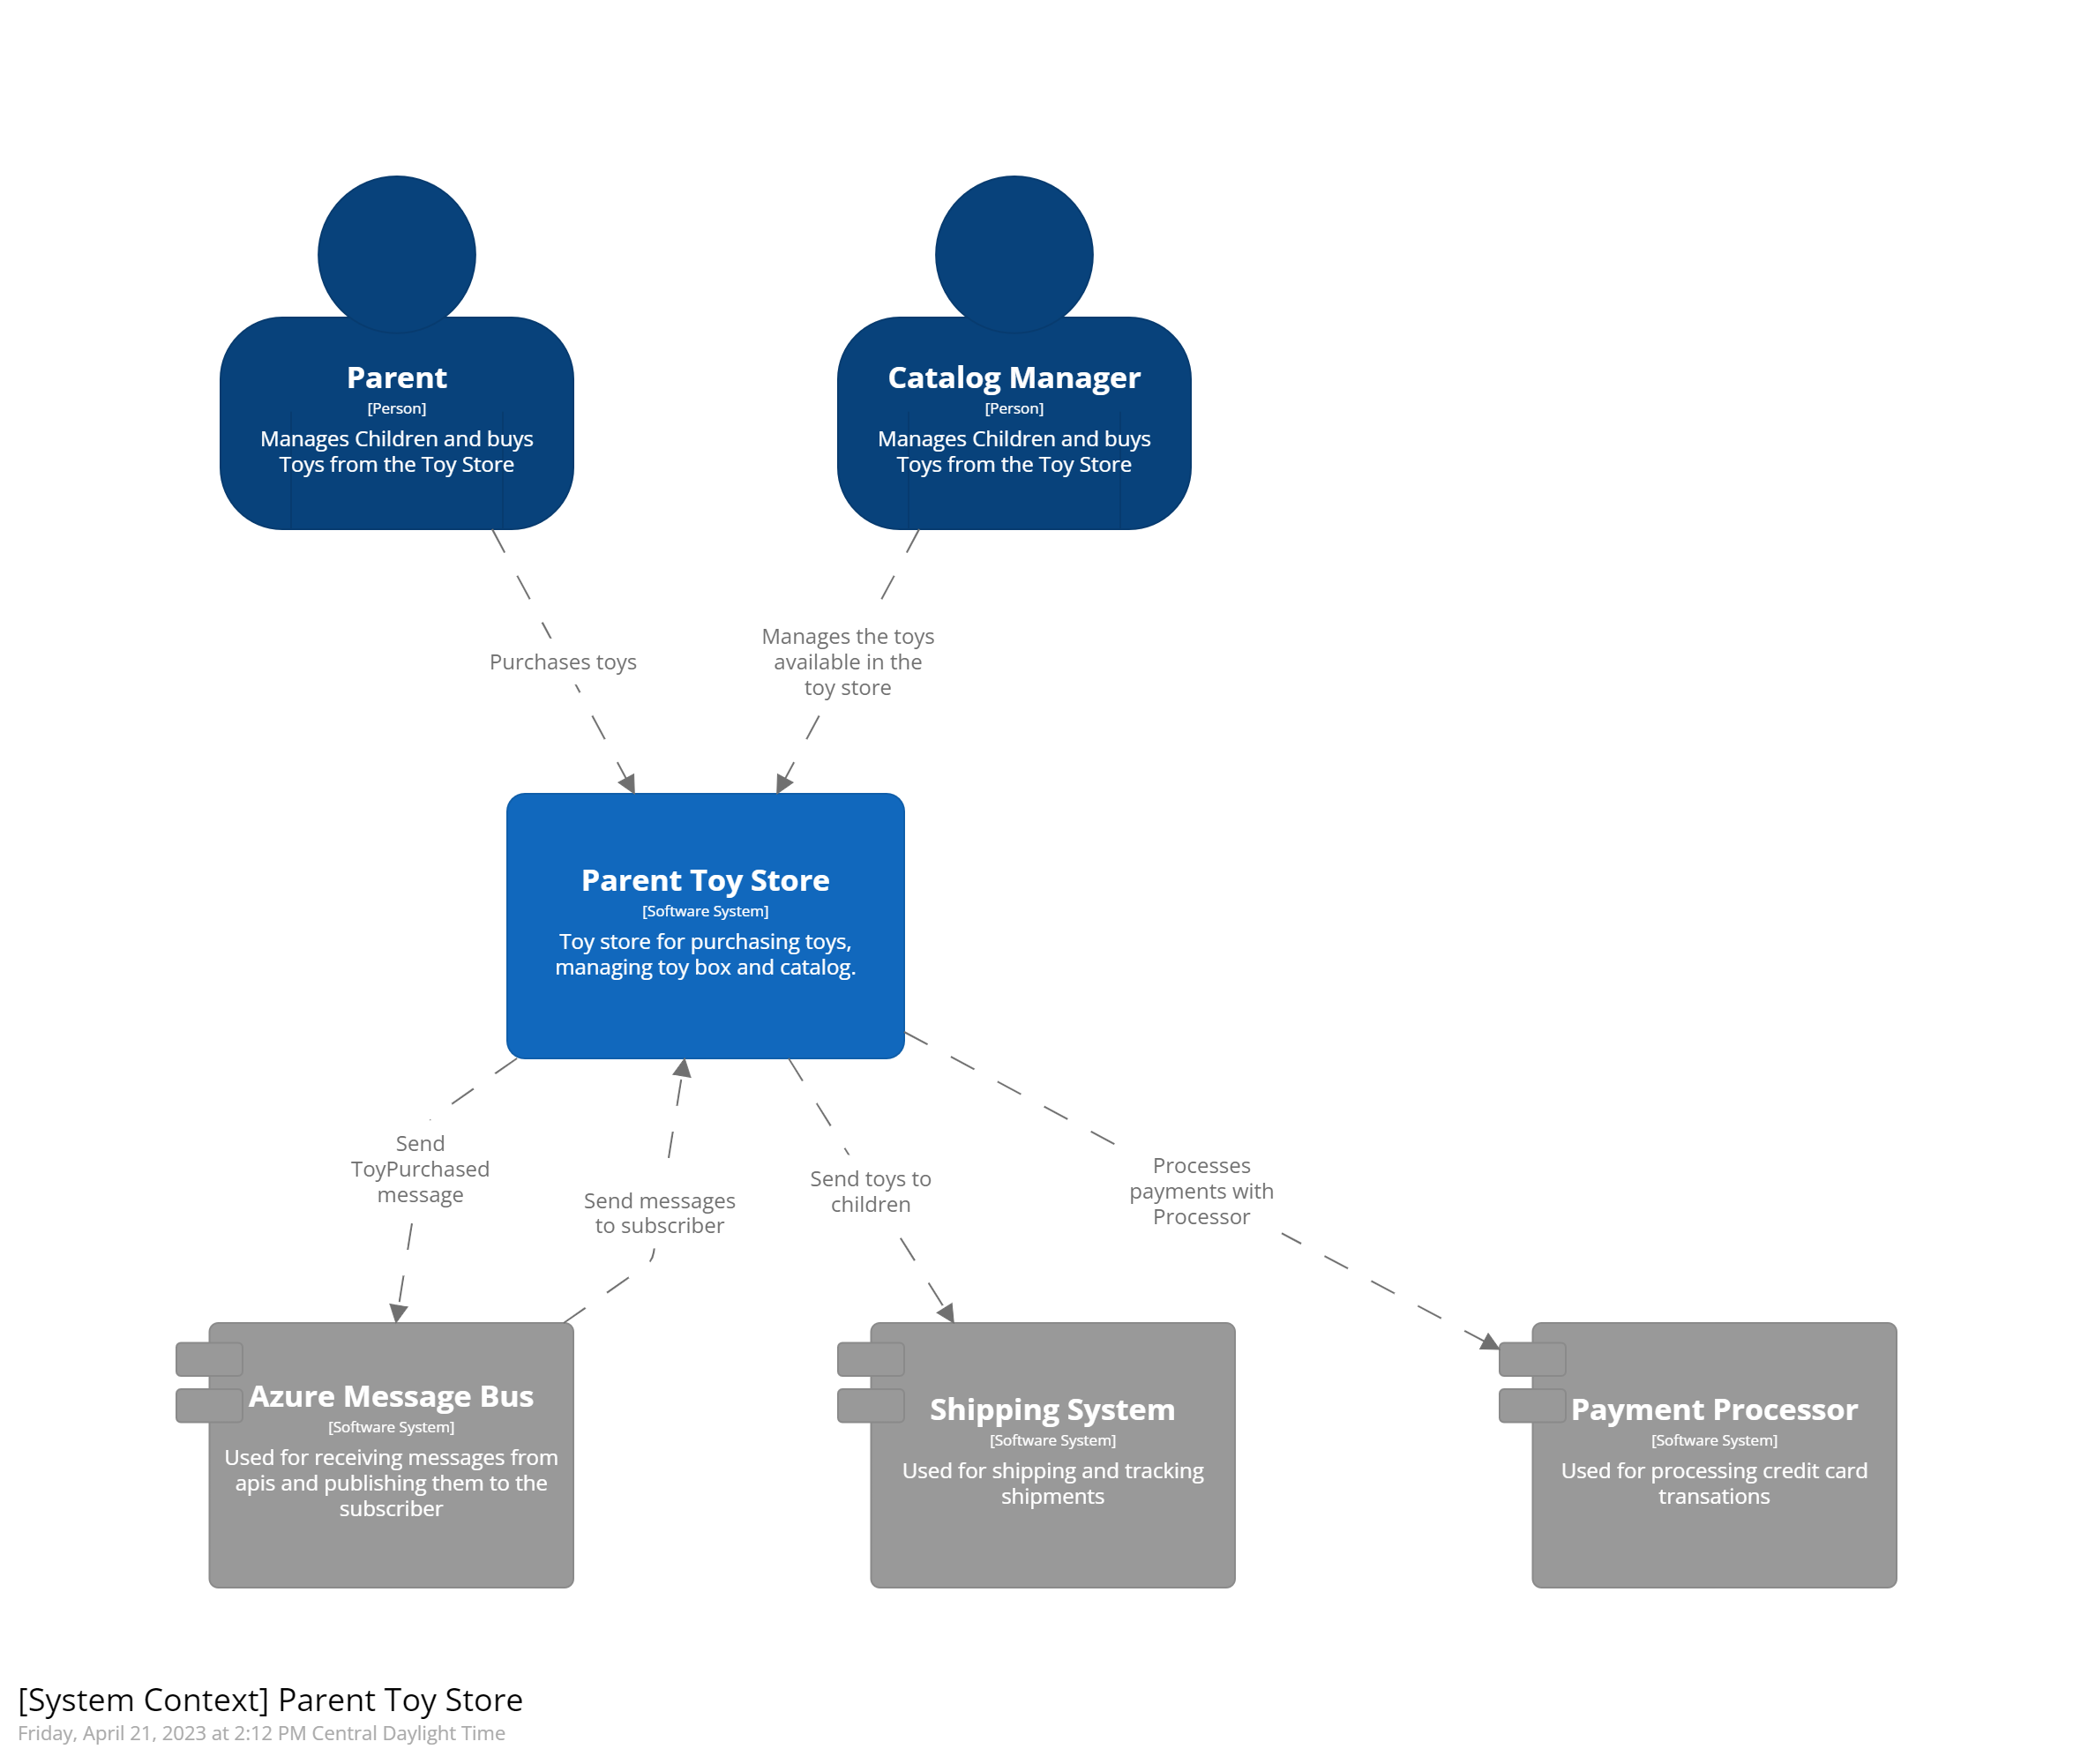 Parent
[Person]
Manages Children and buys
Toys from the Toy Store
Catalog Manager
[Person]
Manages Children and buys
Toys from the Toy Store
Purchases toys
Manages the toys
available in the
toy store
Parent Toy Store
[Software System]
Toy store for purchasing toys,
managing toy box and catalog.
Send
ToyPurchased
message
Send messages
to subscriber
Send toys to
children
Processes
payments with
Processor
Azure Message Bus
[Software System]
Used for receiving messages from
apis and publishing them to the
subscriber
Shipping System
[Software System]
Used for shipping and tracking
shipments
Payment Processor
[Software System]
Used for processing credit card
transations
[System Context] Parent Toy Store
Friday, April 21, 2023 at 2:12 PM Central Daylight Time